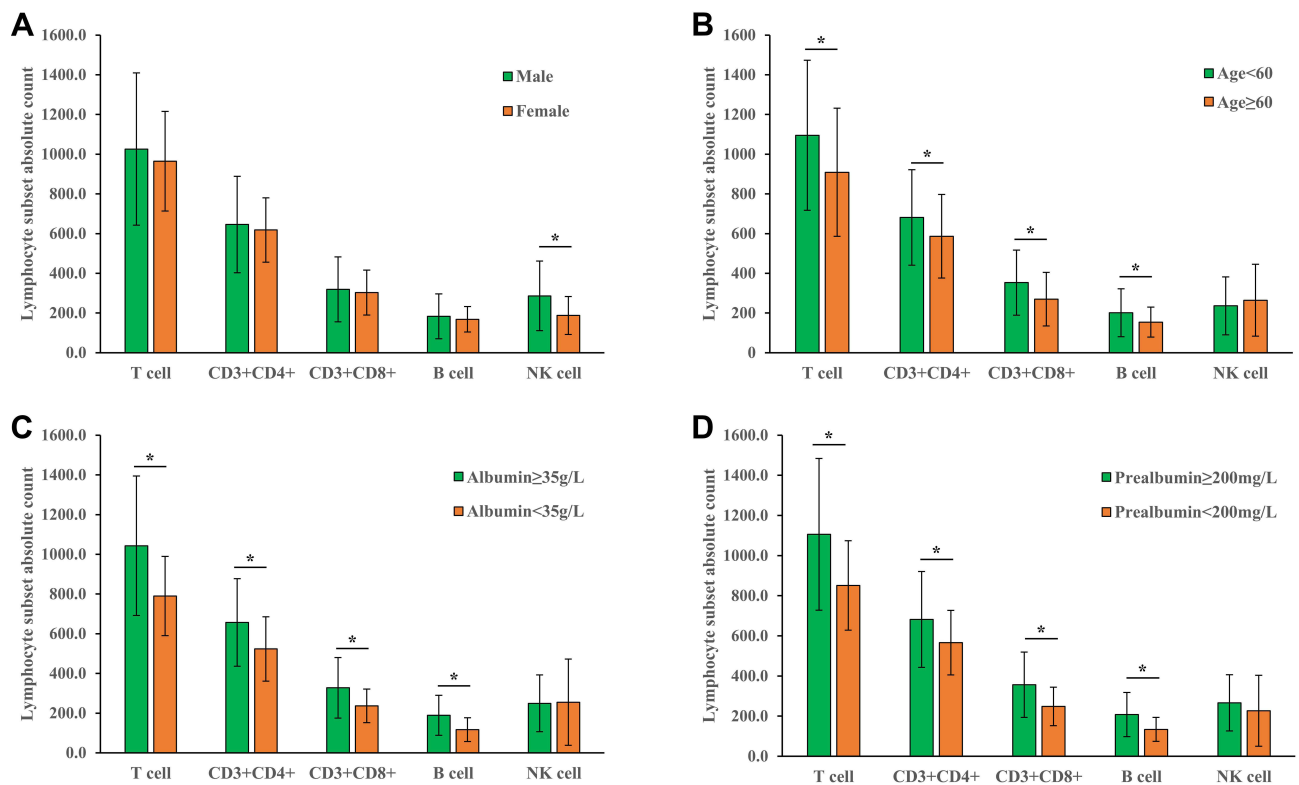 A
Lymphocyte subset absolute count
1600.0
1400.0
1200.0
1000.0
800.0
600.0
400.0
200.0
0.0
Male
Female
*
T cell CD3+CD4+ CD3+CD8+ B cell NK cell
B
Lymphocyte subset absolute count
1600
1400
1200
1000
800
600
400
200
0
Age<60
Age≥60
*
*
*
*
T cell CD3+CD4+ CD3+CD8+ B cell NK cell
C
Lymphocyte subset absolute count
1600.0
1400.0
1200.0
1000.0
800.0
600.0
400.0
200.0
0.0
Albumin≥35g/L
Albumin<35g/L
*
*
*
*
T cell CD3+CD4+ CD3+CD8+ B cell NK cell
D
Lymphocyte subset absolute count
1600.0
1400.0
1200.0
1000.0
800.0
600.0
400.0
200.0
0.0
Prealbumin≥200mg/L
Prealbumin<200mg/L
*
*
*
*
T cell CD3+CD4+ CD3+CD8+ B cell NK cell